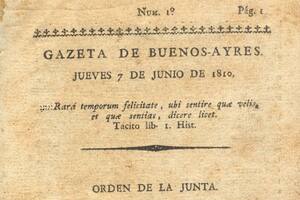 Num. 1º Pág. 1
GAZETA DE BUENOS-AYRES.
JUEVES 7 DE JUNIO DE 1810.
Rará temporum felicitate, ubi sentire quæ velis,
et quæ sentias, dicere licet.
Tacito lib. 1. Hist.
ORDEN DE LA JUNTA.